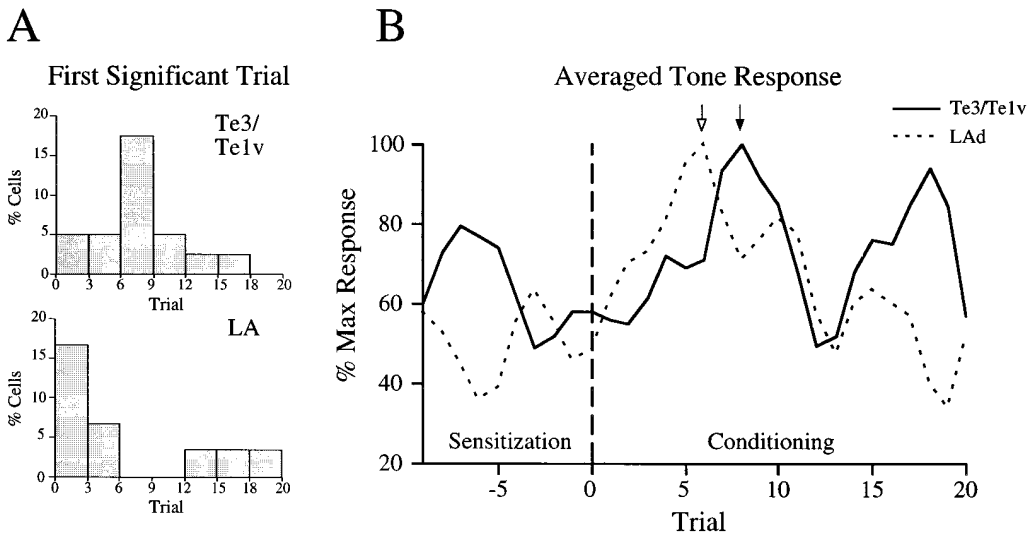 A
First Significant Trial
Te3/
Te1v
% Cells
20
15
10
5
0
0 3 6 9 12 15 18 20
Trial
LA
% Cells
20
15
10
5
0
0 3 6 9 12 15 18 20
Trial
B
Averaged Tone Response
Te3/Te1v
LAd
% Max Response
100
80
60
40
20
Sensitization
Conditioning
-5 0 5 10 15 20
Trial